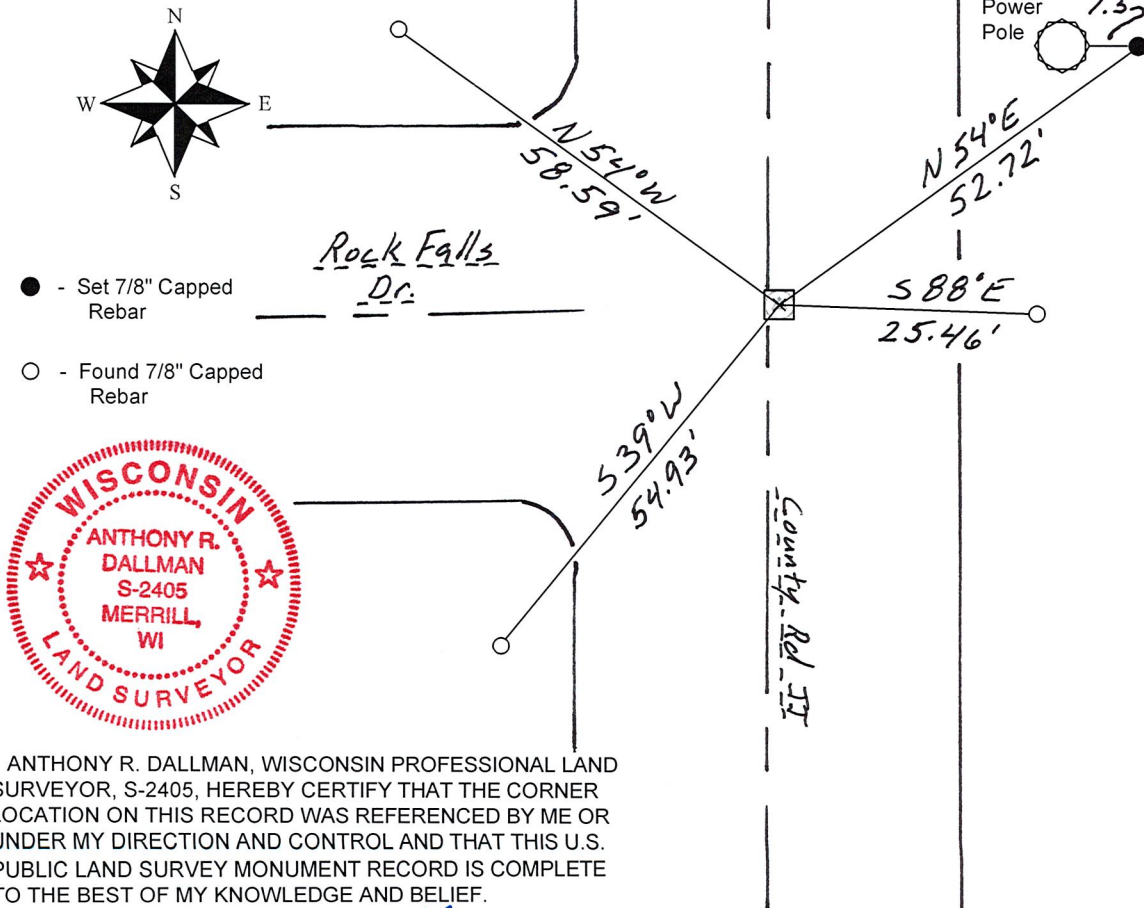 N
W
E
S
Power
Pole
N 54° W
58.59'
N 54° E
52.72'
Rock Falls
Dr.
S 88° E
25.46'
- Set 7/8" Capped
Rebar
- Found 7/8" Capped
Rebar
S 39° W
54.93'
County Rd JJ
WISCONSIN
ANTHONY R.
DALLMAN
S-2405
MERRILL,
WI
LAND SURVEYOR
ANTHONY R. DALLMAN, WISCONSIN PROFESSIONAL LAND
SURVEYOR, S-2405, HEREBY CERTIFY THAT THE CORNER
LOCATION ON THIS RECORD WAS REFERENCED BY ME OR
UNDER MY DIRECTION AND CONTROL AND THAT THIS U.S.
PUBLIC LAND SURVEY MONUMENT RECORD IS COMPLETE
TO THE BEST OF MY KNOWLEDGE AND BELIEF.